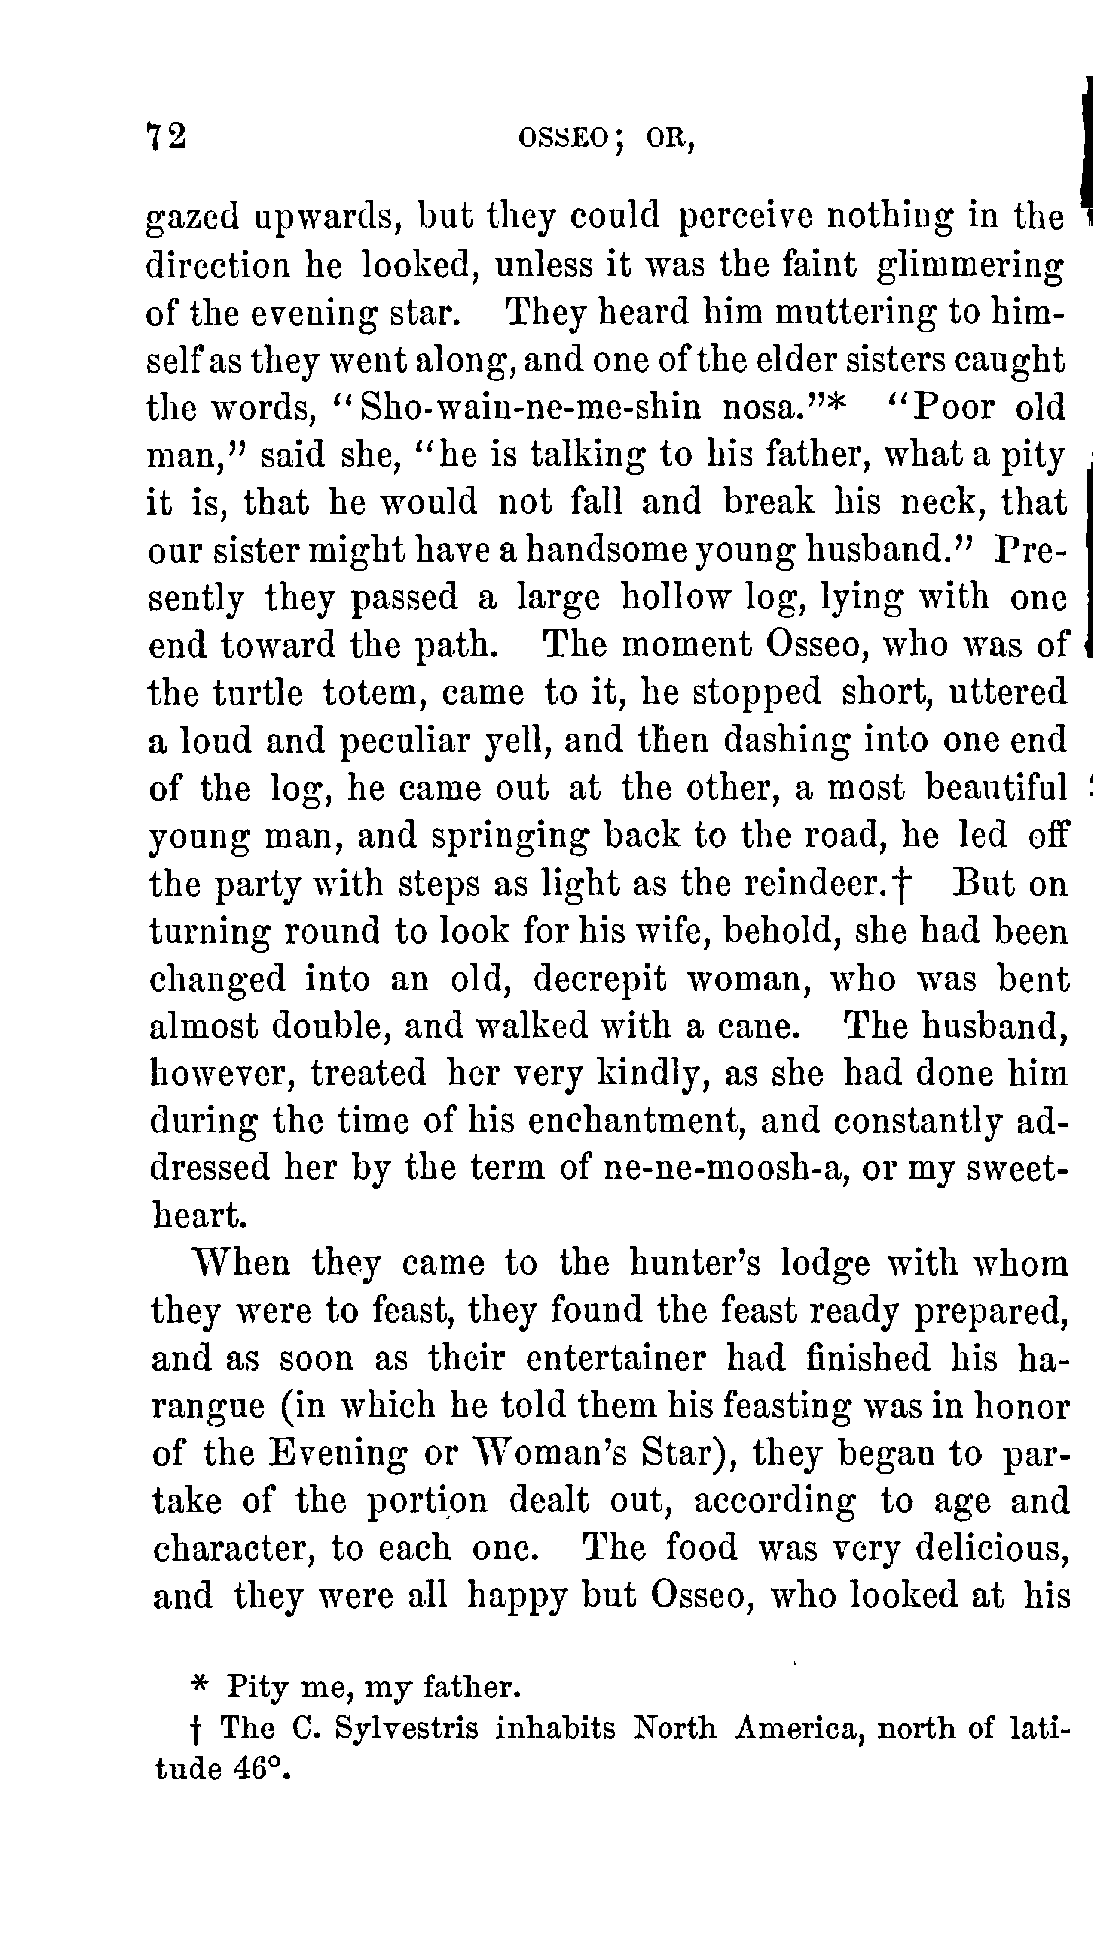 72 OSSEO; OR,
gazed upwards, but they could perceive nothing in the
direction he looked, unless it was the faint glimmering
of the evening star. They heard him muttering to him-
self as they went along, and one of the elder sisters caught
the words, "Sho-wain-ne-me-shin nosa."* "Poor old
man," said she, "he is talking to his father, what a pity
it is, that he would not fall and break his neck, that
our sister might have a handsome young husband." Pre-
sently they passed a large hollow log, lying with one
end toward the path. The moment Osseo, who was of
the turtle totem, came to it, he stopped short, uttered
a loud and peculiar yell, and then dashing into one end
of the log, he came out at the other, a most beautiful
young man, and springing back to the road, he led off
the party with steps as light as the reindeer.† But on
turning round to look for his wife, behold, she had been
changed into an old, decrepit woman, who was bent
almost double, and walked with a cane. The husband,
however, treated her very kindly, as she had done him
during the time of his enchantment, and constantly ad-
dressed her by the term of ne-ne-moosh-a, or my sweet-
heart.
When they came to the hunter's lodge with whom
they were to feast, they found the feast ready prepared,
and as soon as their entertainer had finished his ha-
rangue (in which he told them his feasting was in honor
of the Evening or Woman's Star), they began to par-
take of the portion dealt out, according to age and
character, to each one. The food was very delicious,
and they were all happy but Osseo, who looked at his
* Pity me, my father.
† The C. Sylvestris inhabits North America, north of lati-
tude 46°.